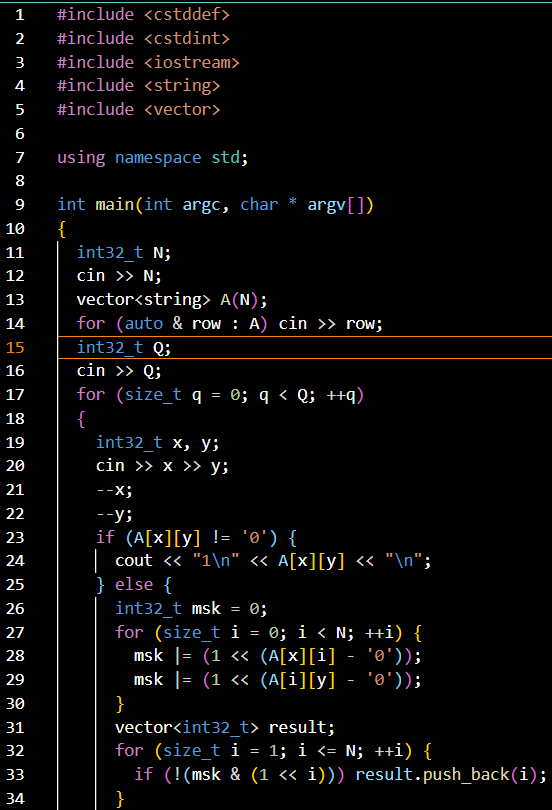 1 #include <cstddef>
2 #include <cstdint>
3 #include <iostream>
4 #include <string>
5 #include <vector>
6
7 using namespace std;
8
9 int main(int argc, char * argv[])
10 {
11   int32_t N;
12   cin >> N;
13   vector<string> A(N);
14   for (auto & row : A) cin >> row;
15   int32_t Q;
16   cin >> Q;
17   for (size_t q = 0; q < Q; ++q)
18   {
19     int32_t x, y;
20     cin >> x >> y;
21     --x;
22     --y;
23     if (A[x][y] != '0') {
24       cout << "1\n" << A[x][y] << "\n";
25     } else {
26       int32_t msk = 0;
27       for (size_t i = 0; i < N; ++i) {
28         msk |= (1 << (A[x][i] - '0'));
29         msk |= (1 << (A[i][y] - '0'));
30       }
31       vector<int32_t> result;
32       for (size_t i = 1; i <= N; ++i) {
33         if (!(msk & (1 << i))) result.push_back(i);
34       }